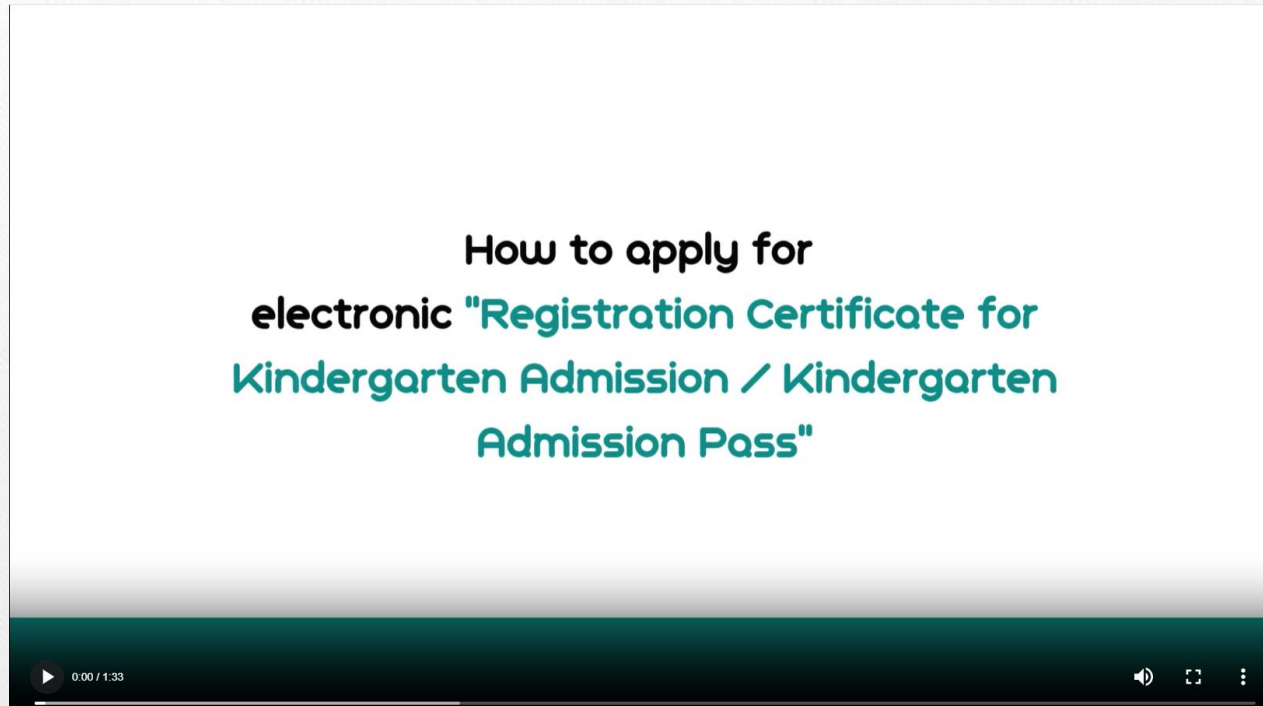 How to apply for
electronic "Registration Certificate for
Kindergarten Admission / Kindergarten
Admission Pass"
0:00 / 1:33